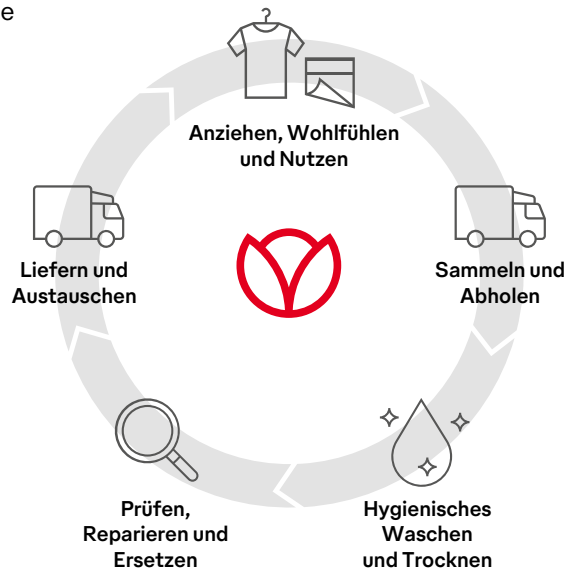 e
Anziehen, Wohlfühlen
und Nutzen
Liefern und
Austauschen
Sammeln und
Abholen
Prüfen,
Reparieren und
Ersetzen
Hygienisches
Waschen
und Trocknen